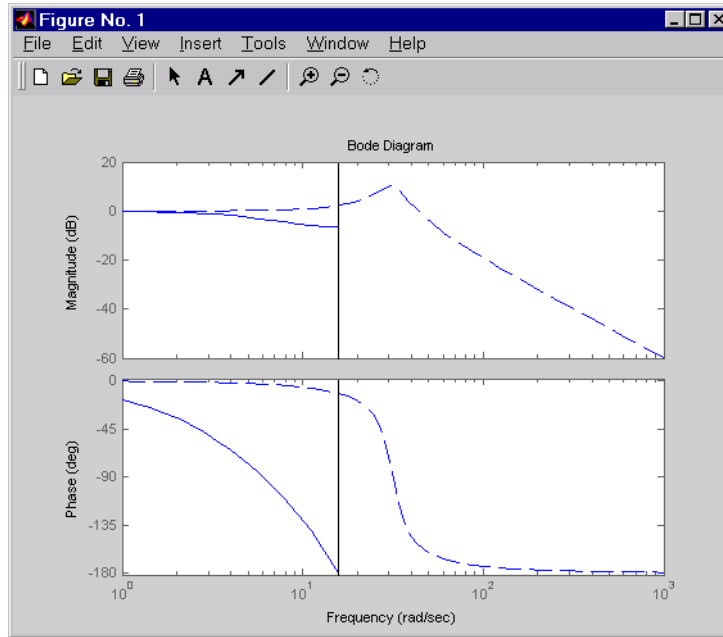 Figure No. 1
File Edit View Insert Tools Window Help
A
Bode Diagram
Magnitude (dB)
20
0
-20
-40
-60
Phase (deg)
0
-45
-90
-135
-180
10^0 10^1 10^2 10^3
Frequency (rad/sec)